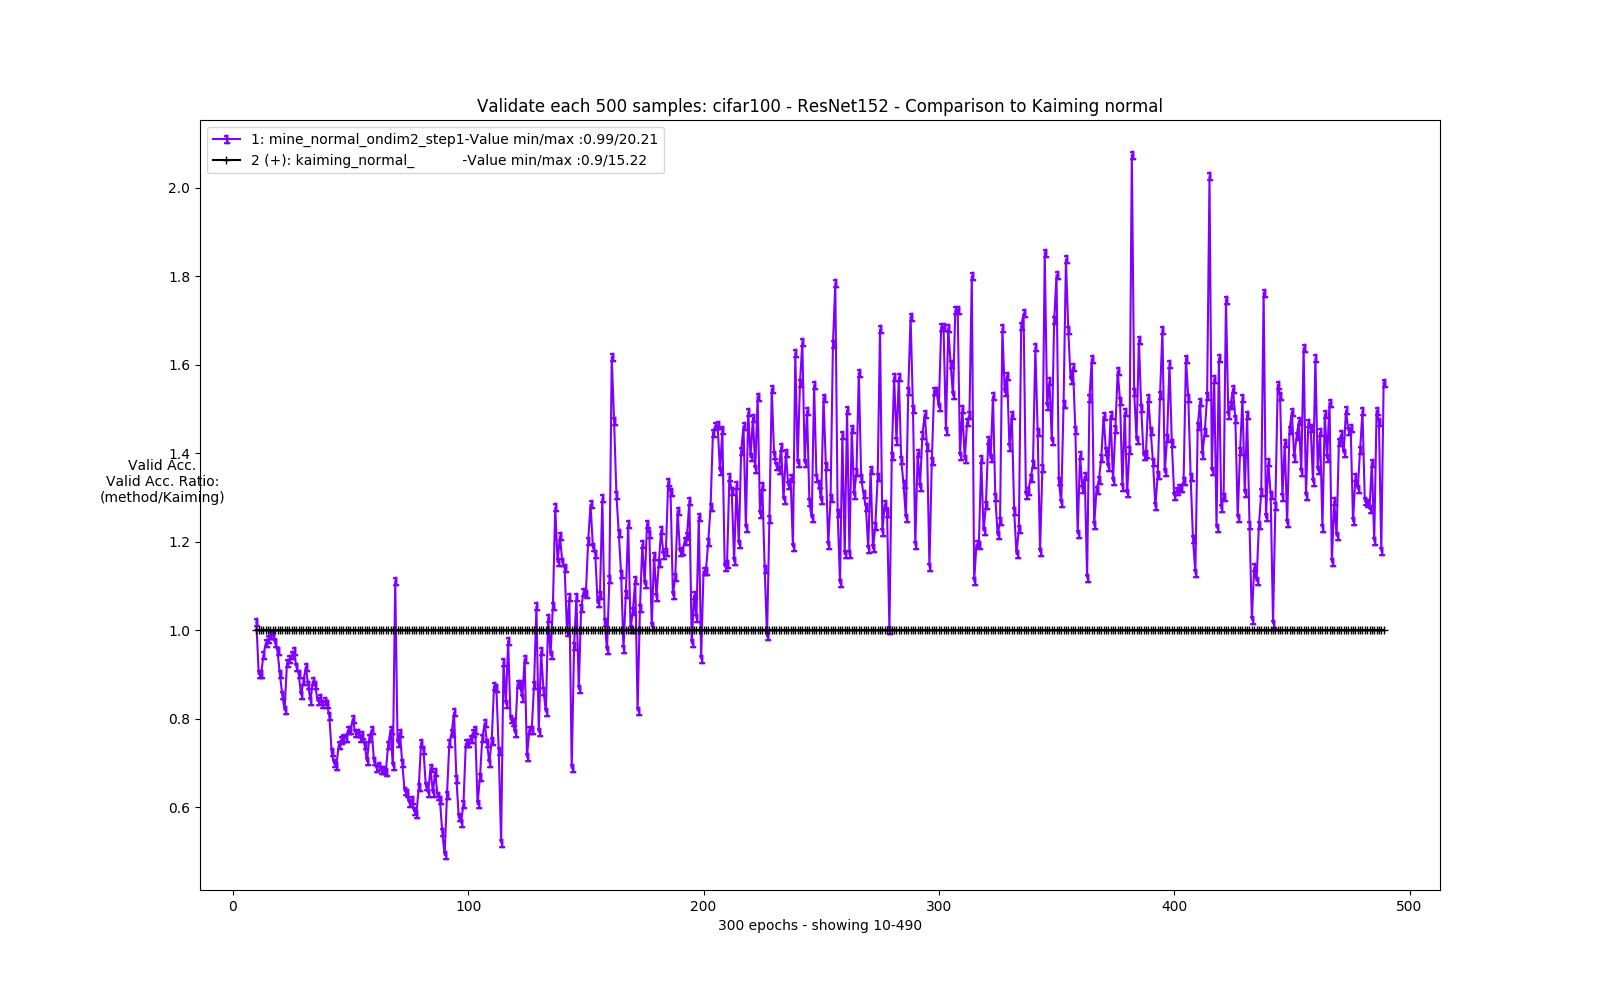 Validate each 500 samples: cifar100 - ResNet152 - Comparison to Kaiming normal
1: mine_normal_ondim2_step1-Value min/max :0.99/20.21
2 (+): kaiming_normal_ -Value min/max :0.9/15.22
2.0
1.8
1.6
1.4
Valid Acc.
Valid Acc. Ratio:
(method/Kaiming)
1.2
1.0
0.8
0.6
0 100 200 300 400 500
300 epochs - showing 10-490